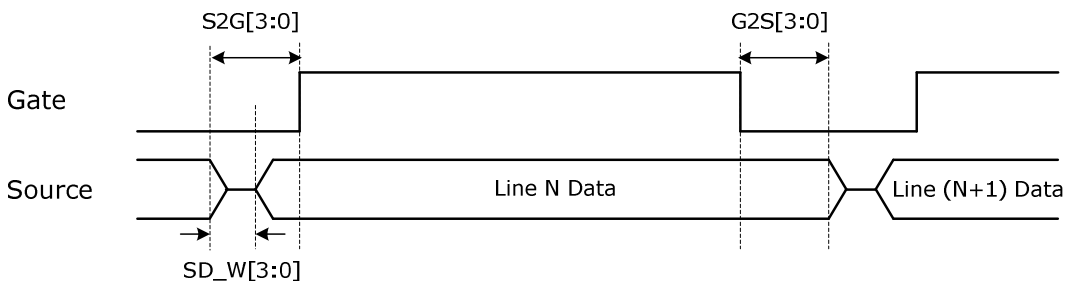 S2G[3:0]
G2S[3:0]
Gate
Source
Line N Data
Line (N+1) Data
SD_W[3:0]